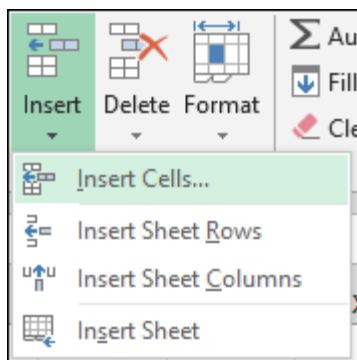 Σ Au
Fill
Cle
Insert Delete Format
Insert Cells...
Insert Sheet Rows
Insert Sheet Columns
Insert Sheet